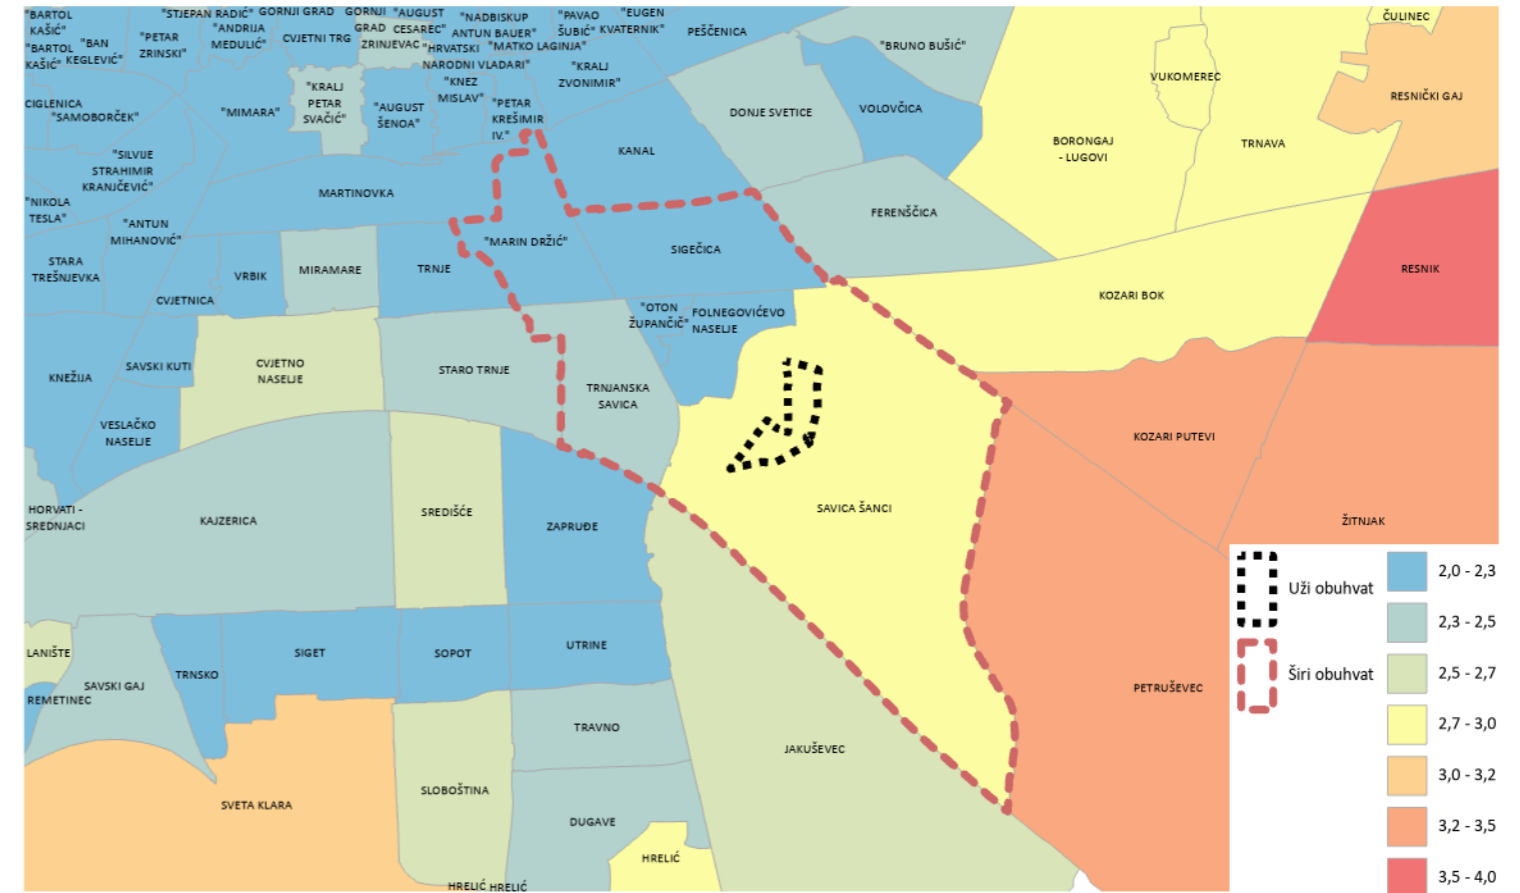 "BARTOL
KAŠIĆ"
"BARTOL
KAŠIĆ"
"BAN
KEGLEVIĆ"
"PETAR
ZRINSKI"
"STJEPAN RADIĆ"
"ANDRIJA
MEDULIĆ"
GORNJI GRAD
CVJETNI TRG
GORNJI
GRAD
ZRINJEVAC
"AUGUST
CESAREC"
"HRVATSKI
NARODNI VLADARI"
"NADBISKUP
ANTUN BAUER"
"MATKO LAGINJA"
"PAVAO
ŠUBIĆ"
"EUGEN
KVATERNIK"
PEŠČENICA
"BRUNO BUŠIĆ"
ČULINEC
VUKOMEREC
RESNIČKI GAJ
CIGLENICA
"SAMOBORČEK"
"MIMARA"
"KRALJ
PETAR
SVAČIĆ"
"AUGUST
ŠENOA"
"KNEZ
MISLAV"
"PETAR
KREŠIMIR
IV."
"KRALJ
ZVONIMIR"
DONJE SVETICE
VOLOVČICA
BORONGAJ
- LUGOVI
TRNAVA
"SILVIJE
STRAHIMIR
KRANJČEVIĆ"
KANAL
MARTINOVKA
"NIKOLA
TESLA"
"ANTUN
MIHANOVIĆ"
FERENŠČICA
"MARIN DRŽIĆ"
SIGEČICA
STARA
TREŠNJEVKA
VRBIK
MIRAMARE
TRNJE
RESNIK
CVJETNICA
KOZARI BOK
"OTON
ŽUPANČIČ"
FOLNEGOVIĆEVO
NASELJE
KNEŽIJA
SAVSKI KUTI
CVJETNO
NASELJE
STARO TRNJE
TRNJANSKA
SAVICA
VESLAČKO
NASELJE
KOZARI PUTEVI
HORVATI -
SREDNJACI
KAJZERICA
SREDIŠĆE
ZAPRUĐE
SAVICA ŠANCI
ŽITNJAK
LANIŠTE
REMETINEC
SAVSKI GAJ
TRNSKO
SIGET
SOPOT
UTRINE
PETRUŠEVEC
TRAVNO
JAKUŠEVEC
SVETA KLARA
SLOBOŠTINA
DUGAVE
HRELIĆ
HRELIĆ HRELIĆ
Uži obuhvat
Širi obuhvat
2,0 - 2,3
2,3 - 2,5
2,5 - 2,7
2,7 - 3,0
3,0 - 3,2
3,2 - 3,5
3,5 - 4,0